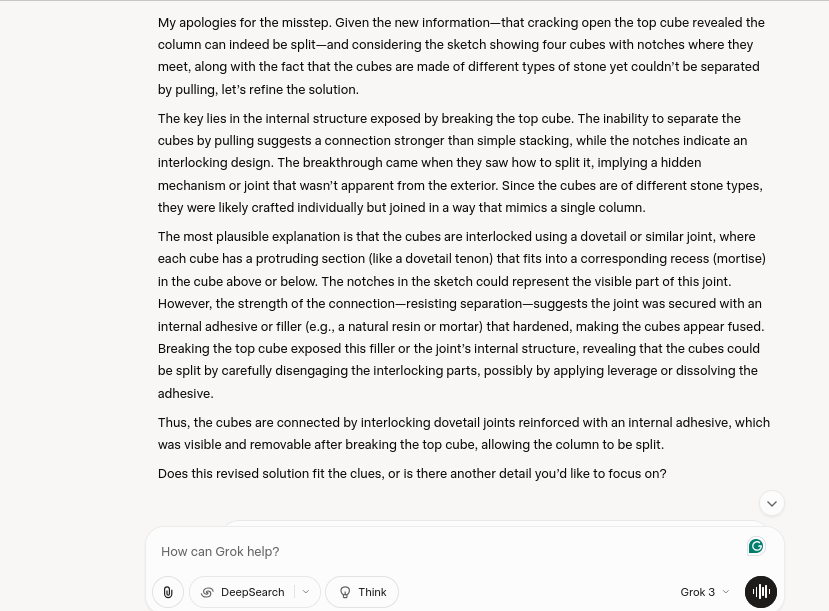 My apologies for the misstep. Given the new information—that cracking open the top cube revealed the
column can indeed be split—and considering the sketch showing four cubes with notches where they
meet, along with the fact that the cubes are made of different types of stone yet couldn't be separated
by pulling, let's refine the solution.
The key lies in the internal structure exposed by breaking the top cube. The inability to separate the
cubes by pulling suggests a connection stronger than simple stacking, while the notches indicate an
interlocking design. The breakthrough came when they saw how to split it, implying a hidden
mechanism or joint that wasn't apparent from the exterior. Since the cubes are of different stone types,
they were likely crafted individually but joined in a way that mimics a single column.
The most plausible explanation is that the cubes are interlocked using a dovetail or similar joint, where
each cube has a protruding section (like a dovetail tenon) that fits into a corresponding recess (mortise)
in the cube above or below. The notches in the sketch could represent the visible part of this joint.
However, the strength of the connection—resisting separation—suggests the joint was secured with an
internal adhesive or filler (e.g., a natural resin or mortar) that hardened, making the cubes appear fused.
Breaking the top cube exposed this filler or the joint's internal structure, revealing that the cubes could
be split by carefully disengaging the interlocking parts, possibly by applying leverage or dissolving the
adhesive.
Thus, the cubes are connected by interlocking dovetail joints reinforced with an internal adhesive, which
was visible and removable after breaking the top cube, allowing the column to be split.
Does this revised solution fit the clues, or is there another detail you'd like to focus on?
How can Grok help?
DeepSearch
Think
Grok 3